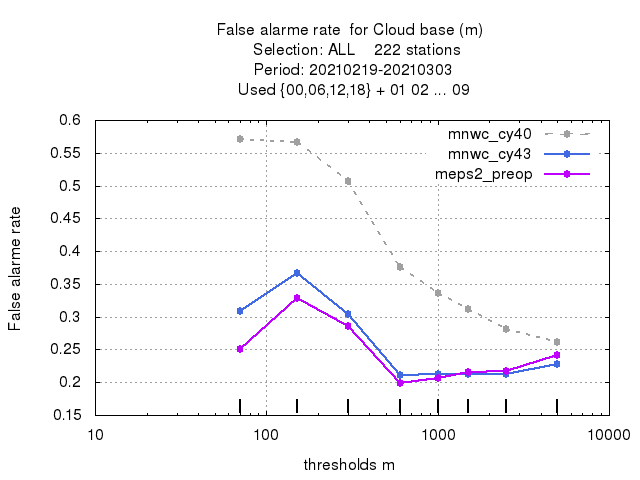 False alarme rate  for Cloud base (m)
Selection: ALL    222 stations
Period: 20210219-20210303
Used {00,06,12,18} + 01 02 ... 09
mnwc_cy40
mnwc_cy43
meps2_preop
False alarme rate
0.6
0.55
0.5
0.45
0.4
0.35
0.3
0.25
0.2
0.15
10
100
1000
10000
thresholds m